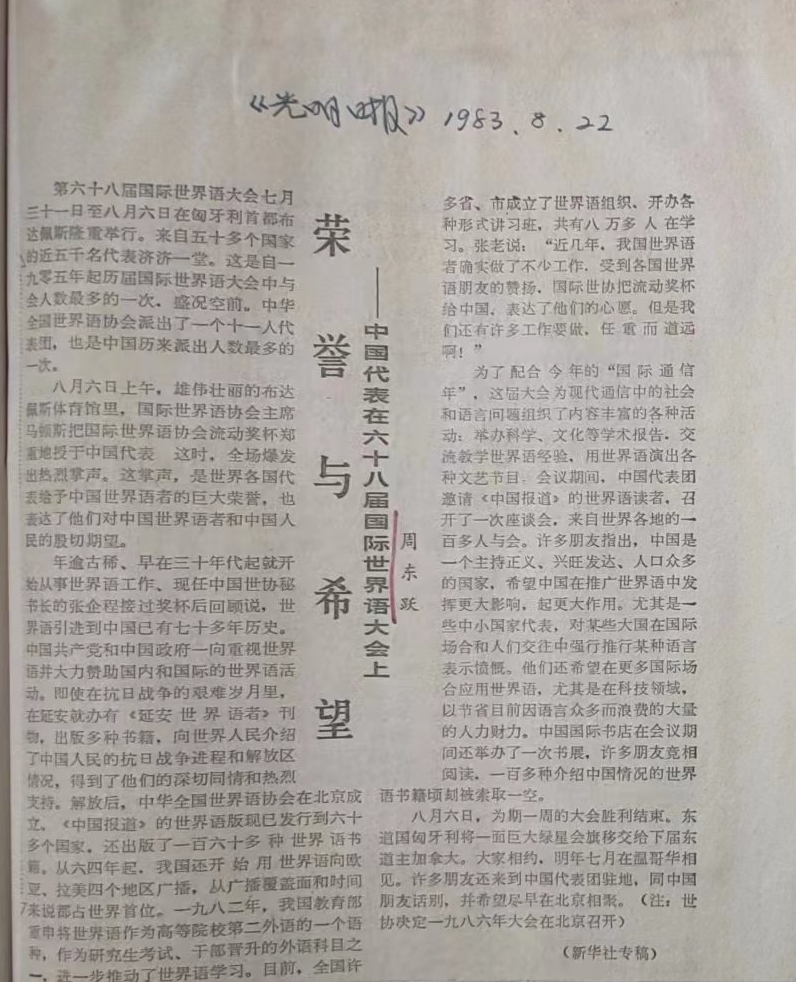 《光明日报》1983.8.22
荣誉与希望
——中国代表在六十八届国际世界语大会上
周东跃
第六十八届国际世界语大会七月
三十一日至八月六日在匈牙利首都布
达佩斯隆重举行。来自五十多个国家
的近五千名代表济济一堂。这是自一
九零五年起历届国际世界语大会中与
会人数最多的一次，盛况空前。中华
全国世界语协会派出了一个十一人代
表团，也是中国历来派出人数最多的
一次。
八月六日上午，雄伟壮丽的布达
佩斯体育馆里，国际世界语协会主席
马顿斯把国际世界语协会流动奖杯郑
重地授于中国代表 这时，全场爆发
出热烈掌声。这掌声，是世界各国代
表给予中国世界语者的巨大荣誉，也
表达了他们对中国世界语者和中国人
民的殷切期望。
年逾古稀、早在三十年代起就开
始从事世界语工作、现任中国世协秘
书长的张企程接过奖杯后回顾说，世
界语引进到中国已有七十多年历史。
中国共产党和中国政府一向重视世界
语并大力赞助国内和国际的世界语活
动。即使在抗日战争的艰难岁月里，
在延安就办有《延安世界语者》刊
物，出版多种书籍，向世界人民介绍
了中国人民的抗日战争进程和解放区
情况，得到了他们的深切同情和热烈
支持。解放后，中华全国世界语协会在北京成
立，《中国报道》的世界语版现已发行到六十
多个国家，还出版了一百六十多种世界语书
籍。从六四年起，我国还开始用世界语向欧
亚、拉美四个地区广播，从广播覆盖面和时间
来说都占世界首位。一九八二年，我国教育部
重申将世界语作为高等院校第二外语的一个语
种，作为研究生考试、干部晋升的外语科目之
一，进一步推动了世界语学习。目前，全国许
多省、市成立了世界语组织，开办各
种形式讲习班，共有八万多人在学
习。张老说：“近几年，我国世界语
者确实做了不少工作，受到各国世界
语朋友的赞扬，国际世协把流动奖杯
给中国，表达了他们的心愿。但是我
们还有许多工作要做，任重而道远
啊！”
为了配合今年的“国际通信
年”，这届大会为现代通信中的社会
和语言问题组织了内容丰富的各种活
动：举办科学、文化等学术报告，交
流教学世界语经验，用世界语演出各
种文艺节目。会议期间，中国代表团
邀请《中国报道》的世界语读者，召
开了一次座谈会，来自世界各地的一
百多人与会。许多朋友指出，中国是
一个主持正义、兴旺发达、人口众多
的国家，希望中国在推广世界语中发
挥更大影响，起更大作用。尤其是一
些中小国家代表，对某些大国在国际
场合和人们交往中强行推行某种语言
表示愤慨。他们还希望在更多国际场
合应用世界语，尤其是在科技领域，
以节省目前因语言众多而浪费的大量
的人力财力。中国国际书店在会议期
间还举办了一次书展，许多朋友竞相
阅读，一百多种介绍中国情况的世界
语书籍顷刻被索取一空。
八月六日，为期一周的大会胜利结束。东
道国匈牙利将一面巨大绿星会旗移交给下届东
道主加拿大。大家相约，明年七月在温哥华相
见。许多朋友还来到中国代表团驻地，同中国
朋友话别，并希望尽早在北京相聚。（注：世
协决定一九八六年大会在北京召开）
（新华社专稿）